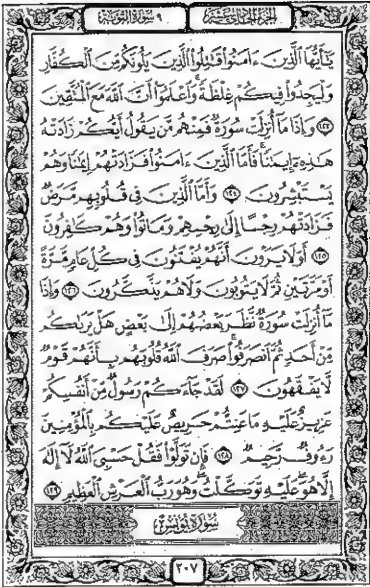 الجزء الحادي عشر ٩ سورة التوبة
يَٰٓأَيُّهَا ٱلَّذِينَ ءَامَنُوا۟ قَٰتِلُوا۟ ٱلَّذِينَ يَلُونَكُم مِّنَ ٱلْكُفَّارِ
وَلْيَجِدُوا۟ فِيكُمْ غِلْظَةً ۚ وَٱعْلَمُوٓا۟ أَنَّ ٱللَّهَ مَعَ ٱلْمُتَّقِينَ
١٢٣ وَإِذَا مَآ أُنزِلَتْ سُورَةٌ فَمِنْهُم مَّن يَقُولُ أَيُّكُمْ زَادَتْهُ
هَٰذِهِۦٓ إِيمَٰنًا ۚ فَأَمَّا ٱلَّذِينَ ءَامَنُوا۟ فَزَادَتْهُمْ إِيمَٰنًا وَهُمْ
يَسْتَبْشِرُونَ ١٢٤ وَأَمَّا ٱلَّذِينَ فِى قُلُوبِهِم مَّرَضٌ
فَزَادَتْهُمْ رِجْسًا إِلَىٰ رِجْسِهِمْ وَمَاتُوا۟ وَهُمْ كَٰفِرُونَ
١٢٥ أَوَلَا يَرَوْنَ أَنَّهُمْ يُفْتَنُونَ فِى كُلِّ عَامٍ مَّرَّةً
أَوْ مَرَّتَيْنِ ثُمَّ لَا يَتُوبُونَ وَلَا هُمْ يَذَّكَّرُونَ ١٢٦ وَإِذَا
مَآ أُنزِلَتْ سُورَةٌ نَّظَرَ بَعْضُهُمْ إِلَىٰ بَعْضٍ هَلْ يَرَىٰكُم
مِّنْ أَحَدٍ ثُمَّ ٱنصَرَفُوا۟ ۚ صَرَفَ ٱللَّهُ قُلُوبَهُم بِأَنَّهُمْ قَوْمٌ
لَّا يَفْقَهُونَ ١٢٧ لَقَدْ جَآءَكُمْ رَسُولٌ مِّنْ أَنفُسِكُمْ
عَزِيزٌ عَلَيْهِ مَا عَنِتُّمْ حَرِيصٌ عَلَيْكُم بِٱلْمُؤْمِنِينَ
رَءُوفٌ رَّحِيمٌ ١٢٨ فَإِن تَوَلَّوْا۟ فَقُلْ حَسْبِىَ ٱللَّهُ لَآ إِلَٰهَ
إِلَّا هُوَ ۖ عَلَيْهِ تَوَكَّلْتُ ۖ وَهُوَ رَبُّ ٱلْعَرْشِ ٱلْعَظِيمِ ١٢٩
سورة يونس
٢٠٧